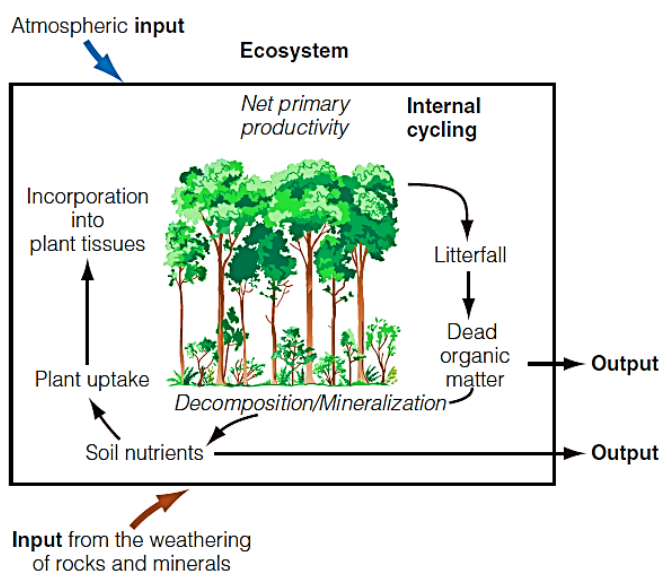 Atmospheric input
Ecosystem
Net primary
productivity
Internal
cycling
Incorporation
into
plant tissues
Litterfall
Dead
organic
matter
Output
Plant uptake
Decomposition/Mineralization
Soil nutrients
Output
Input from the weathering
of rocks and minerals